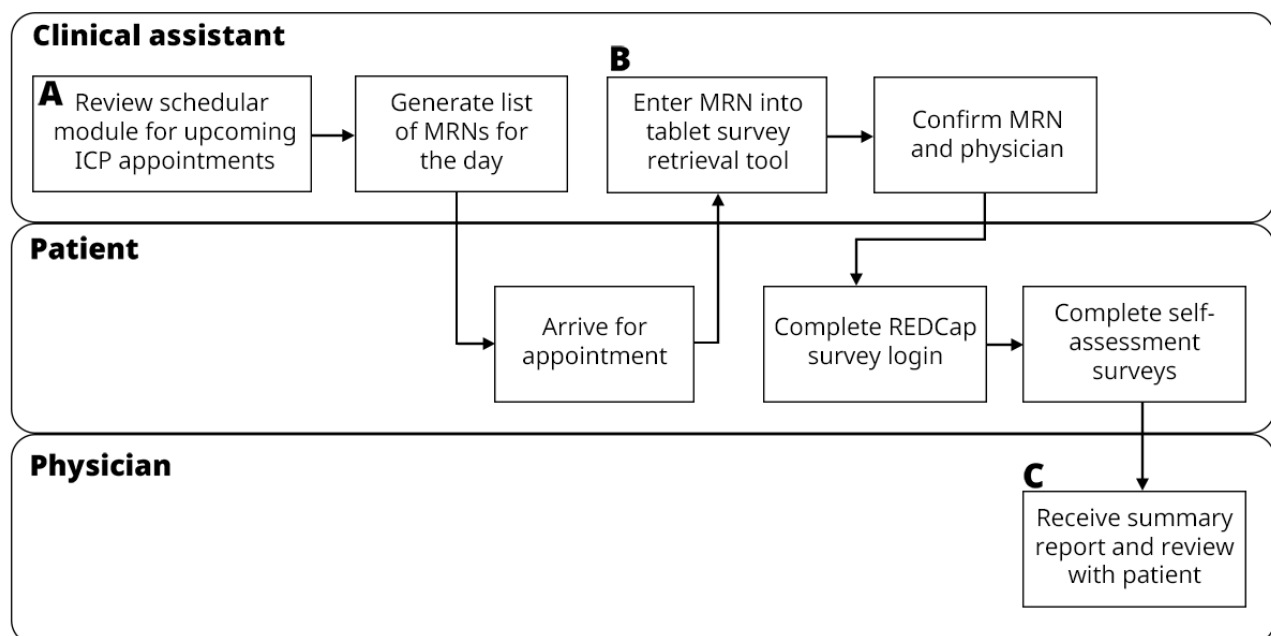 Clinical assistant
A
Review schedular
module for upcoming
ICP appointments
Generate list
of MRNs for
the day
B
Enter MRN into
tablet survey
retrieval tool
Confirm MRN
and physician
Patient
Arrive for
appointment
Complete REDCap
survey login
Complete self-
assessment
surveys
Physician
C
Receive summary
report and review
with patient